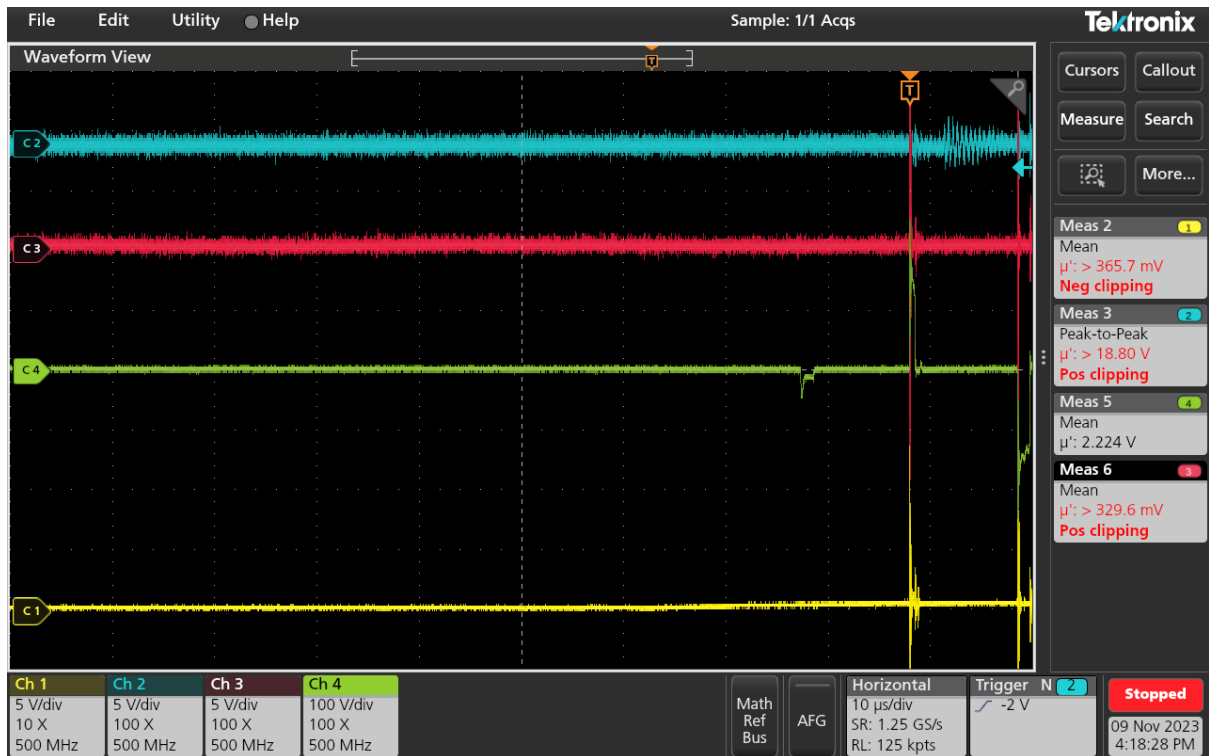 File Edit Utility Help Sample: 1/1 Acqs Tektronix
Waveform View
T
T
Cursors Callout
Measure Search
More...
C 2
C 3
C 4
C 1
Meas 2 1
Mean
µ': > 365.7 mV
Neg clipping
Meas 3 2
Peak-to-Peak
µ': > 18.80 V
Pos clipping
Meas 5 4
Mean
µ': 2.224 V
Meas 6 3
Mean
µ': > 329.6 mV
Pos clipping
Ch 1
5 V/div
10 X
500 MHz
Ch 2
5 V/div
100 X
500 MHz
Ch 3
5 V/div
100 X
500 MHz
Ch 4
100 V/div
100 X
500 MHz
Math
Ref
Bus
AFG
Horizontal
10 µs/div
SR: 1.25 GS/s
RL: 125 kpts
Trigger N 2
-2 V
Stopped
09 Nov 2023
4:18:28 PM